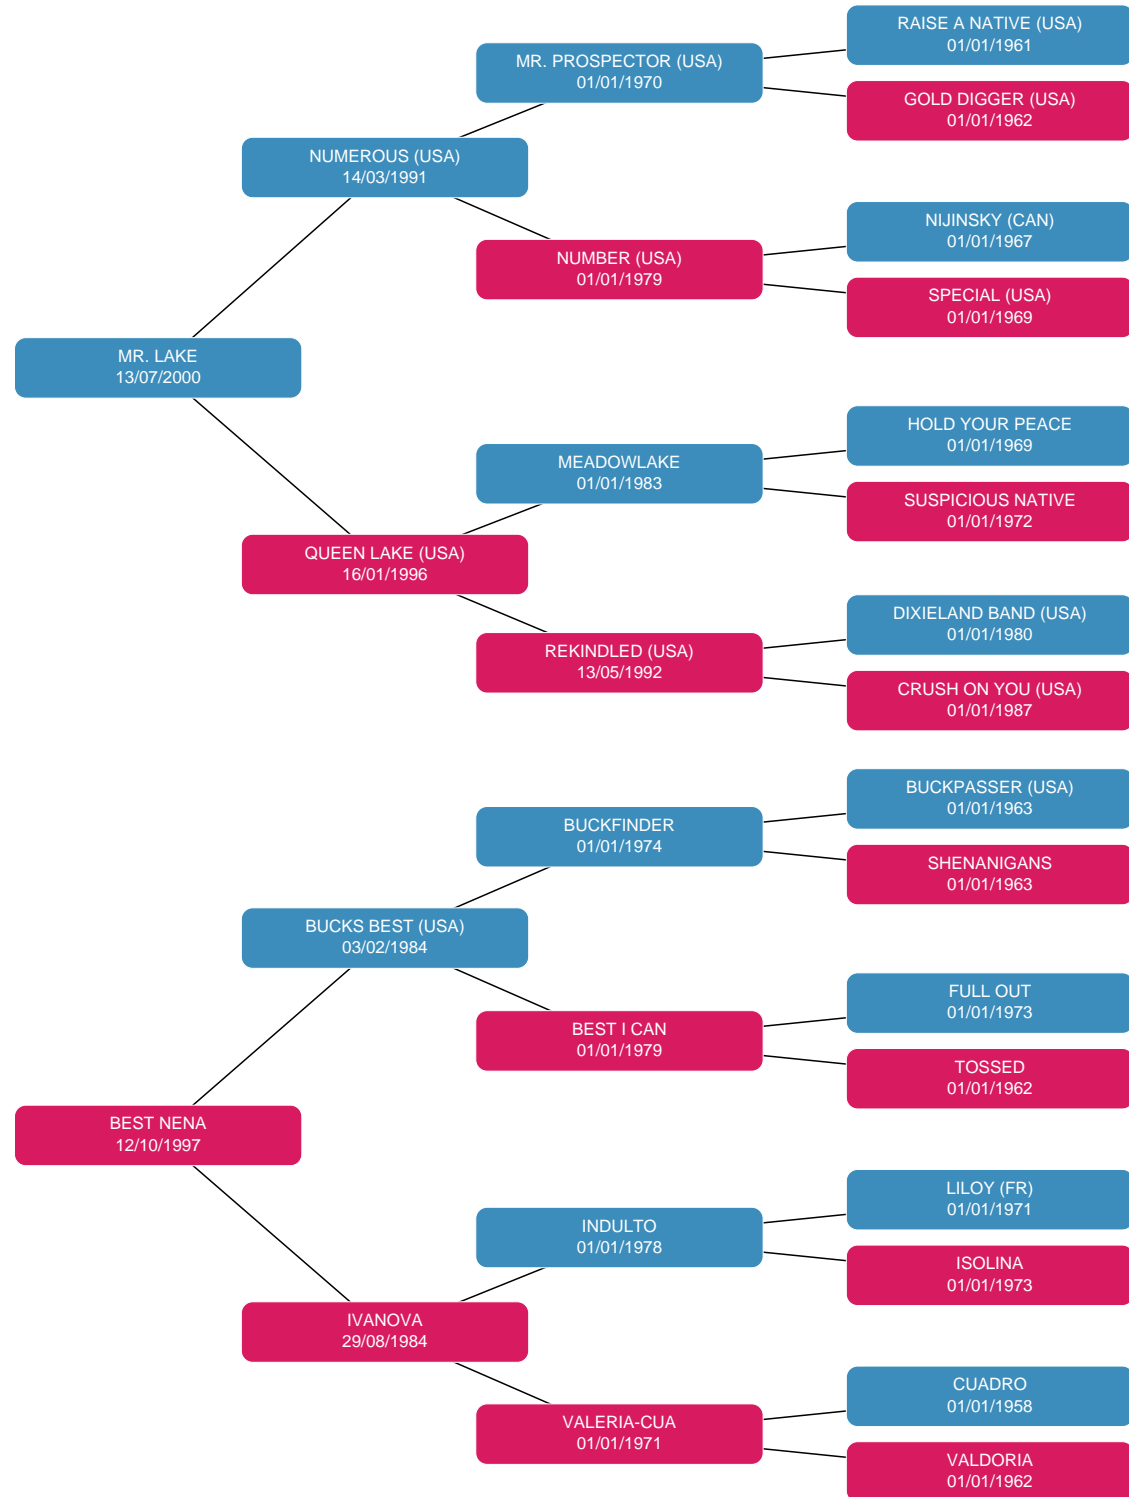 RAISE A NATIVE (USA)
01/01/1961
MR. PROSPECTOR (USA)
01/01/1970
GOLD DIGGER (USA)
01/01/1962
NUMEROUS (USA)
14/03/1991
NIJINSKY (CAN)
01/01/1967
NUMBER (USA)
01/01/1979
SPECIAL (USA)
01/01/1969
MR. LAKE
13/07/2000
HOLD YOUR PEACE
01/01/1969
MEADOWLAKE
01/01/1983
SUSPICIOUS NATIVE
01/01/1972
QUEEN LAKE (USA)
16/01/1996
DIXIELAND BAND (USA)
01/01/1980
REKINDLED (USA)
13/05/1992
CRUSH ON YOU (USA)
01/01/1987
BUCKPASSER (USA)
01/01/1963
BUCKFINDER
01/01/1974
SHENANIGANS
01/01/1963
BUCKS BEST (USA)
03/02/1984
FULL OUT
01/01/1973
BEST I CAN
01/01/1979
TOSSED
01/01/1962
BEST NENA
12/10/1997
LILOY (FR)
01/01/1971
INDULTO
01/01/1978
ISOLINA
01/01/1973
IVANOVA
29/08/1984
CUADRO
01/01/1958
VALERIA-CUA
01/01/1971
VALDORIA
01/01/1962